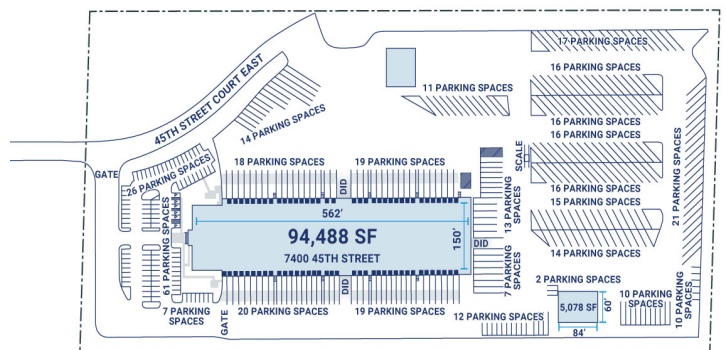 17 PARKING SPACES
16 PARKING SPACES
11 PARKING SPACES
45TH STREET COURT EAST
14 PARKING SPACES
16 PARKING SPACES
16 PARKING SPACES
SCALE
21 PARKING SPACES
GATE
26 PARKING SPACES
18 PARKING SPACES
19 PARKING SPACES
DID
16 PARKING SPACES
15 PARKING SPACES
13 PARKING
SPACES
562'
94,488 SF
7400 45TH STREET
150'
DID
61 PARKING SPACES
14 PARKING SPACES
7 PARKING
SPACES
DID
2 PARKING SPACES
5,078 SF
60'
84'
10 PARKING
SPACES
10 PARKING
SPACES
7 PARKING
SPACES
GATE
20 PARKING SPACES
19 PARKING SPACES
12 PARKING SPACES